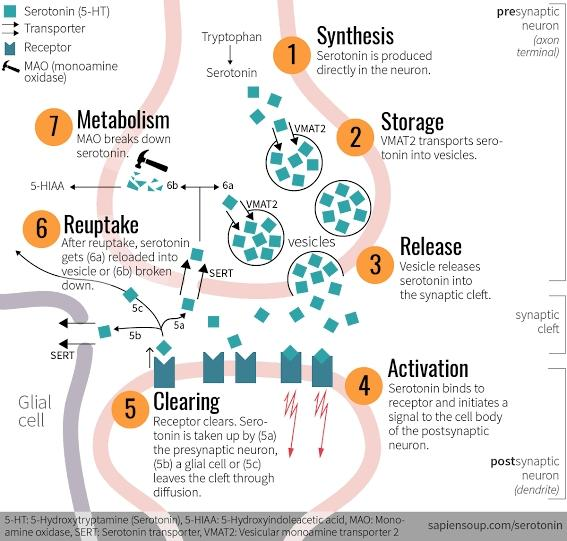 Serotonin (5-HT)
Transporter
Receptor
MAO (monoamine
oxidase)
Tryptophan
Serotonin
1
Synthesis
Serotonin is produced
directly in the neuron.
presynaptic
neuron
(axon
terminal)
7
Metabolism
MAO breaks down
serotonin.
VMAT2
2
Storage
VMAT2 transports sero-
tonin into vesicles.
5-HIAA
6b
6a
VMAT2
6
Reuptake
After reuptake, serotonin
gets (6a) reloaded into
vesicle or (6b) broken
down.
vesicles
SERT
3
Release
Vesicle releases
serotonin into
the synaptic cleft.
5c
5a
5b
SERT
synaptic
cleft
Glial
cell
4
Activation
Serotonin binds to
receptor and initiates a
signal to the cell body
of the postsynaptic
neuron.
5
Clearing
Receptor clears. Sero-
tonin is taken up by (5a)
the presynaptic neuron,
(5b) a glial cell or (5c)
leaves the cleft through
diffusion.
postsynaptic
neuron
(dendrite)
5-HT: 5-Hydroxytryptamine (Serotonin), 5-HIAA: 5-Hydroxyindoleacetic acid, MAO: Mono-
amine oxidase, SERT: Serotonin transporter, VMAT2: Vesicular monoamine transporter 2
sapiensoup.com/serotonin